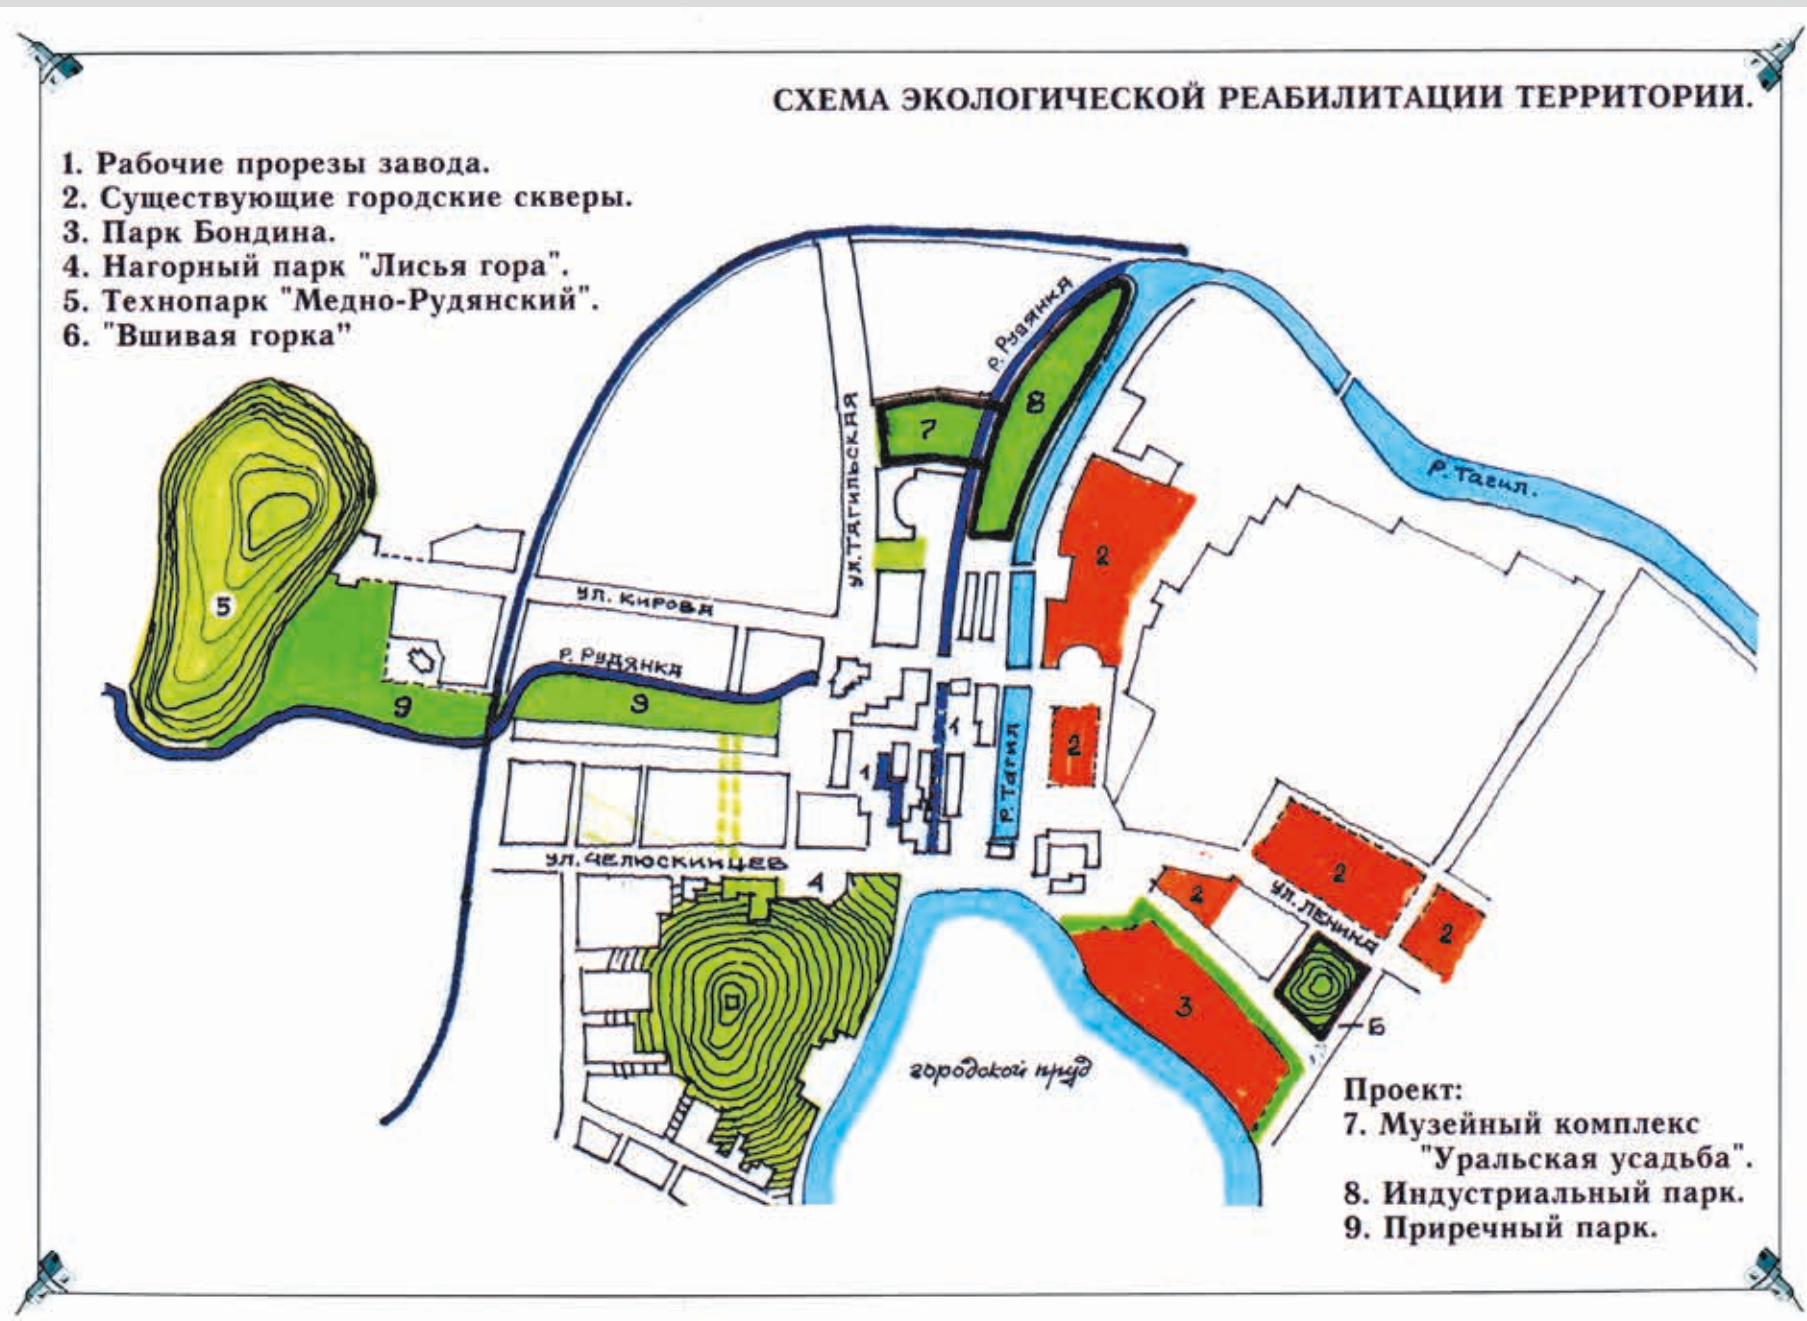 СХЕМА ЭКОЛОГИЧЕСКОЙ РЕАБИЛИТАЦИИ ТЕРРИТОРИИ.
1. Рабочие прорезы завода.
2. Существующие городские скверы.
3. Парк Бондина.
4. Нагорный парк "Лисья гора".
5. Технопарк "Медно-Рудянский".
6. "Вшивая горка"
р. Рудянка
8
7
ул. Тагильская
р. Тагил.
2
5
ул. Кирова
р. Рудянка
9
9
1
2
1
р. Тагил
ул. Челюскинцев
4
2
2
ул. Ленина
2
3
Б
городской пруд
Проект:
7. Музейный комплекс
"Уральская усадьба".
8. Индустриальный парк.
9. Приречный парк.